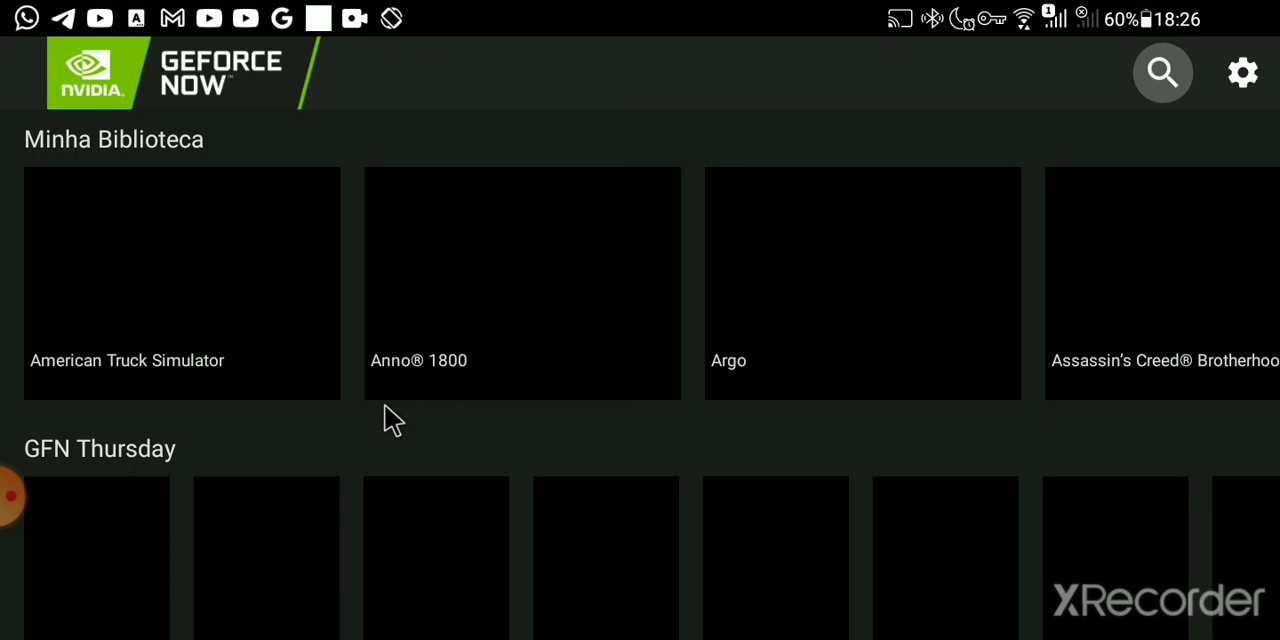 60% 18:26
NVIDIA.
GEFORCE
NOW™
Minha Biblioteca
American Truck Simulator
Anno® 1800
Argo
Assassin’s Creed® Brotherhoo
GFN Thursday
XRecorder